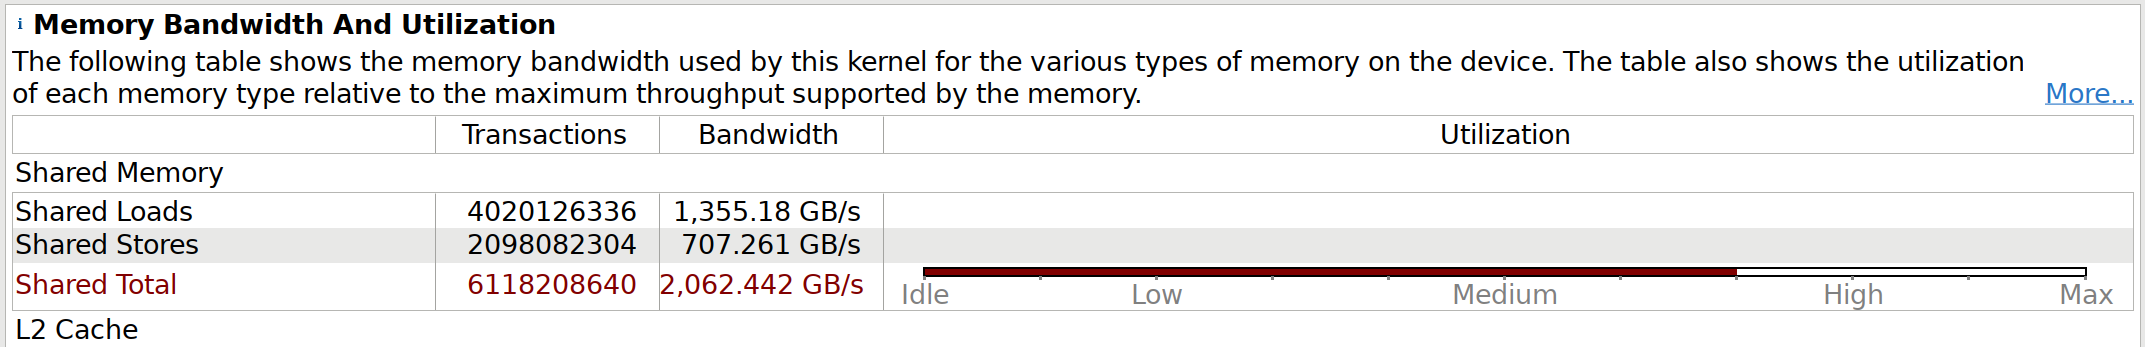 i Memory Bandwidth And Utilization
The following table shows the memory bandwidth used by this kernel for the various types of memory on the device. The table also shows the utilization
of each memory type relative to the maximum throughput supported by the memory. More...
Transactions Bandwidth Utilization
Shared Memory
Shared Loads 4020126336 1,355.18 GB/s
Shared Stores 2098082304 707.261 GB/s
Shared Total 6118208640 2,062.442 GB/s
Idle Low Medium High Max
L2 Cache